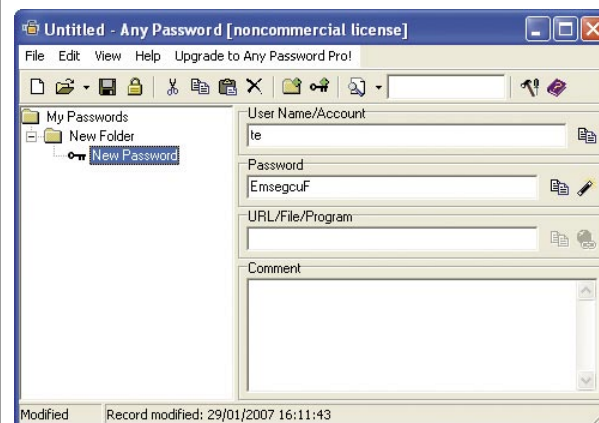 Untitled - Any Password [noncommercial license]
File Edit View Help Upgrade to Any Password Pro!
My Passwords
New Folder
New Password
User Name/Account
te
Password
EmsegcuF
URL/File/Program
Comment
Modified Record modified: 29/01/2007 16:11:43